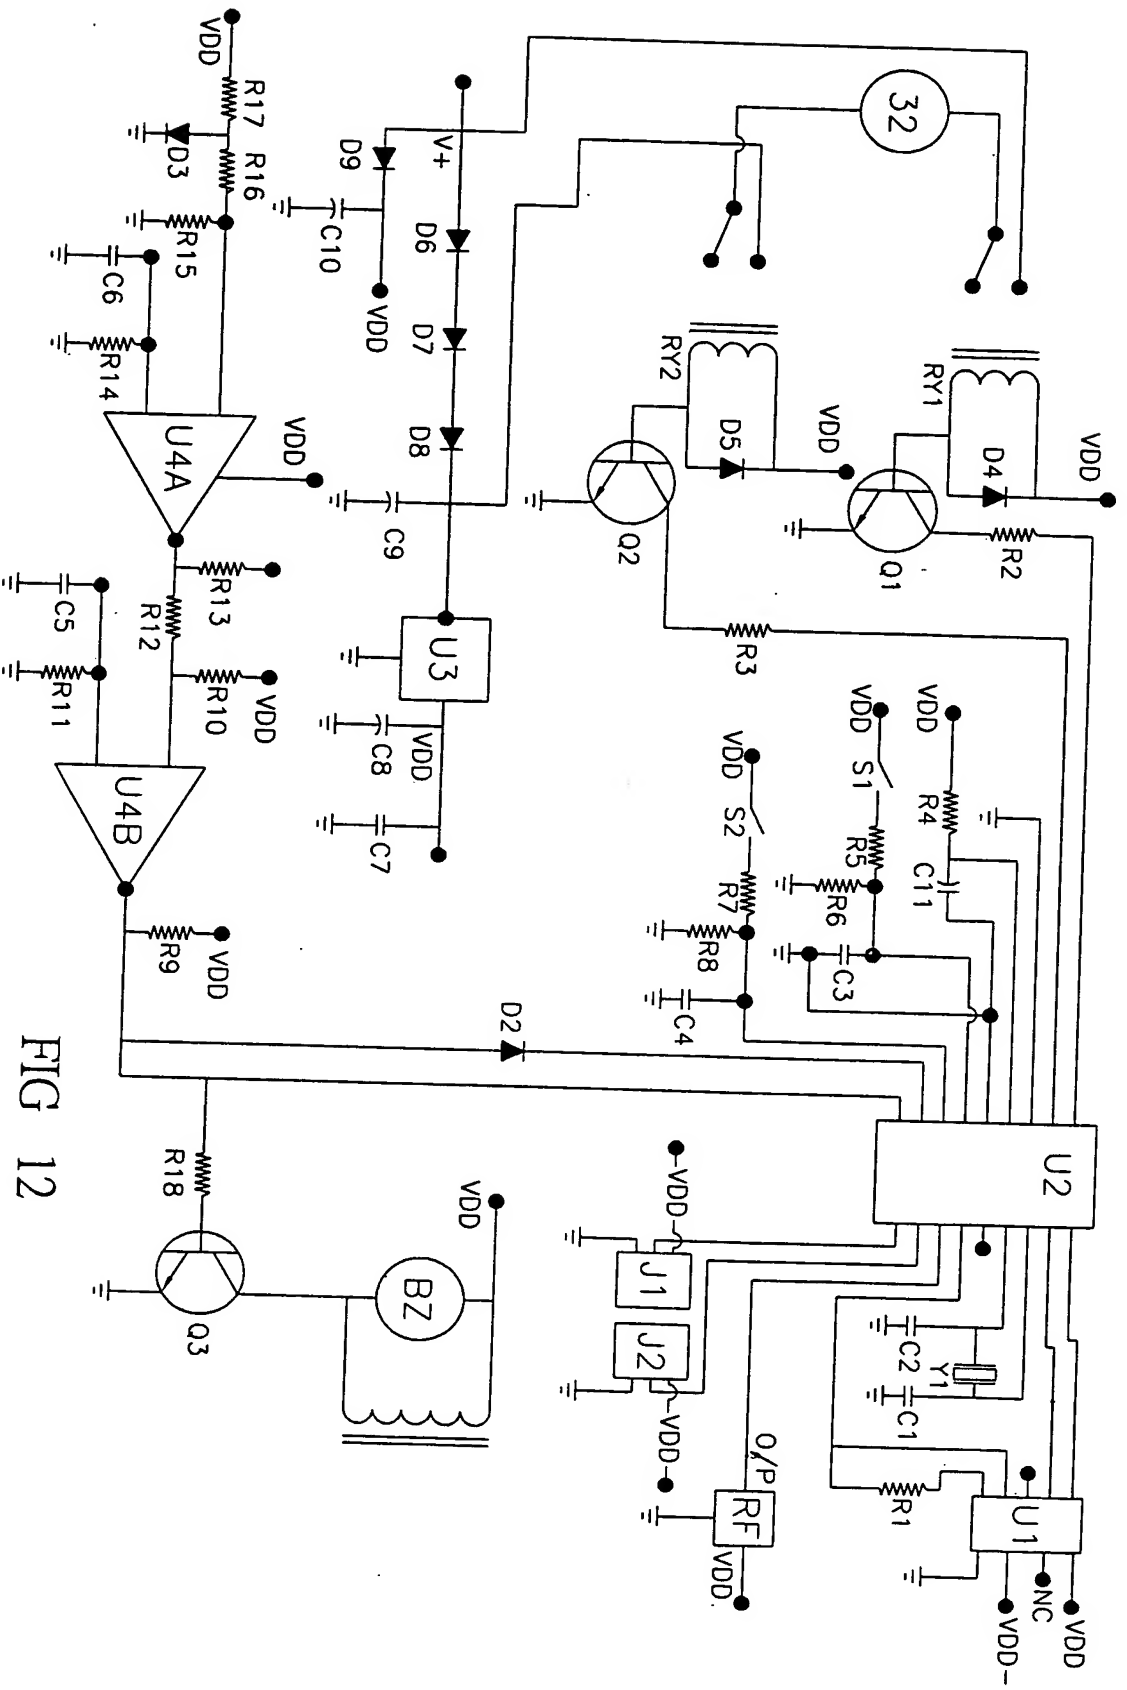 VDD
R17
D3
R16
R15
C6
R14
U4A
VDD
R13
R12
C5
R11
R10
VDD
U4B
R9
VDD
D9
V+
C10
VDD
D6
D7
D8
C9
U3
C8
VDD
C7
32
RY2
D5
VDD
Q2
R3
RY1
D4
VDD
Q1
R2
VDD
R4
C11
VDD
S1
R5
R6
C3
VDD
S2
R7
R8
C4
D2
R18
Q3
VDD
BZ
U2
VDD
J1
J2
VDD
O/P
RF
VDD
C2
Y1
C1
R1
U1
NC
VDD
VDD
FIG 12